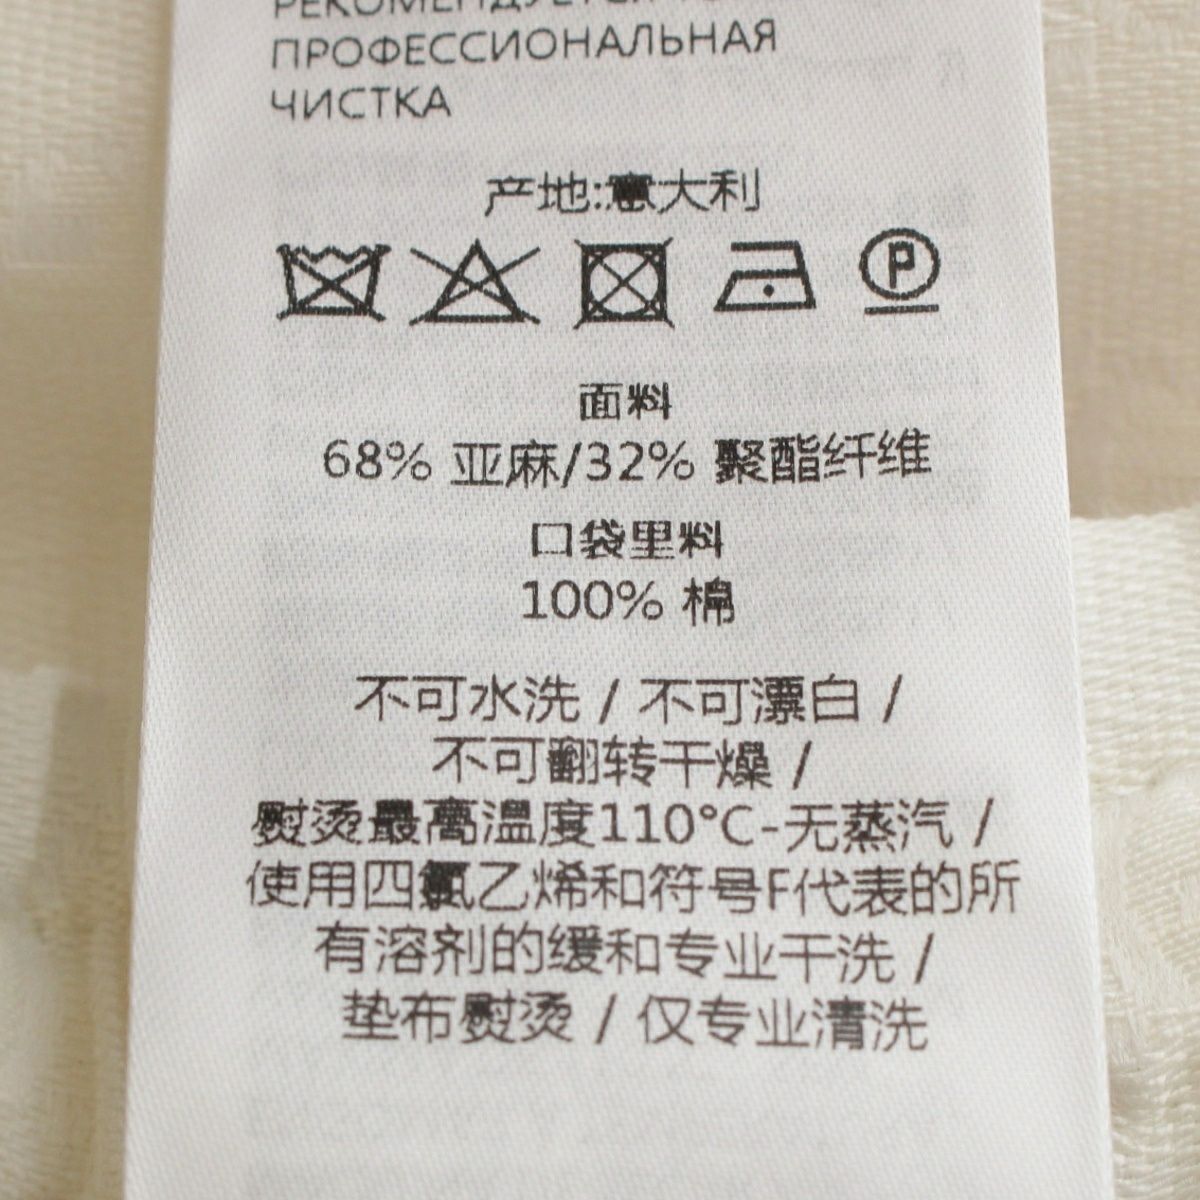 РЕКОМЕНДУЕТСЯ
ПРОФЕССИОНАЛЬНАЯ
ЧИСТКА
产地:意大利
P
面料
68% 亚麻/32% 聚酯纤维
口袋里料
100% 棉
不可水洗 / 不可漂白 /
不可翻转干燥 /
熨烫最高温度110°C-无蒸汽 /
使用四氯乙烯和符号F代表的所
有溶剂的缓和专业干洗 /
垫布熨烫 / 仅专业清洗